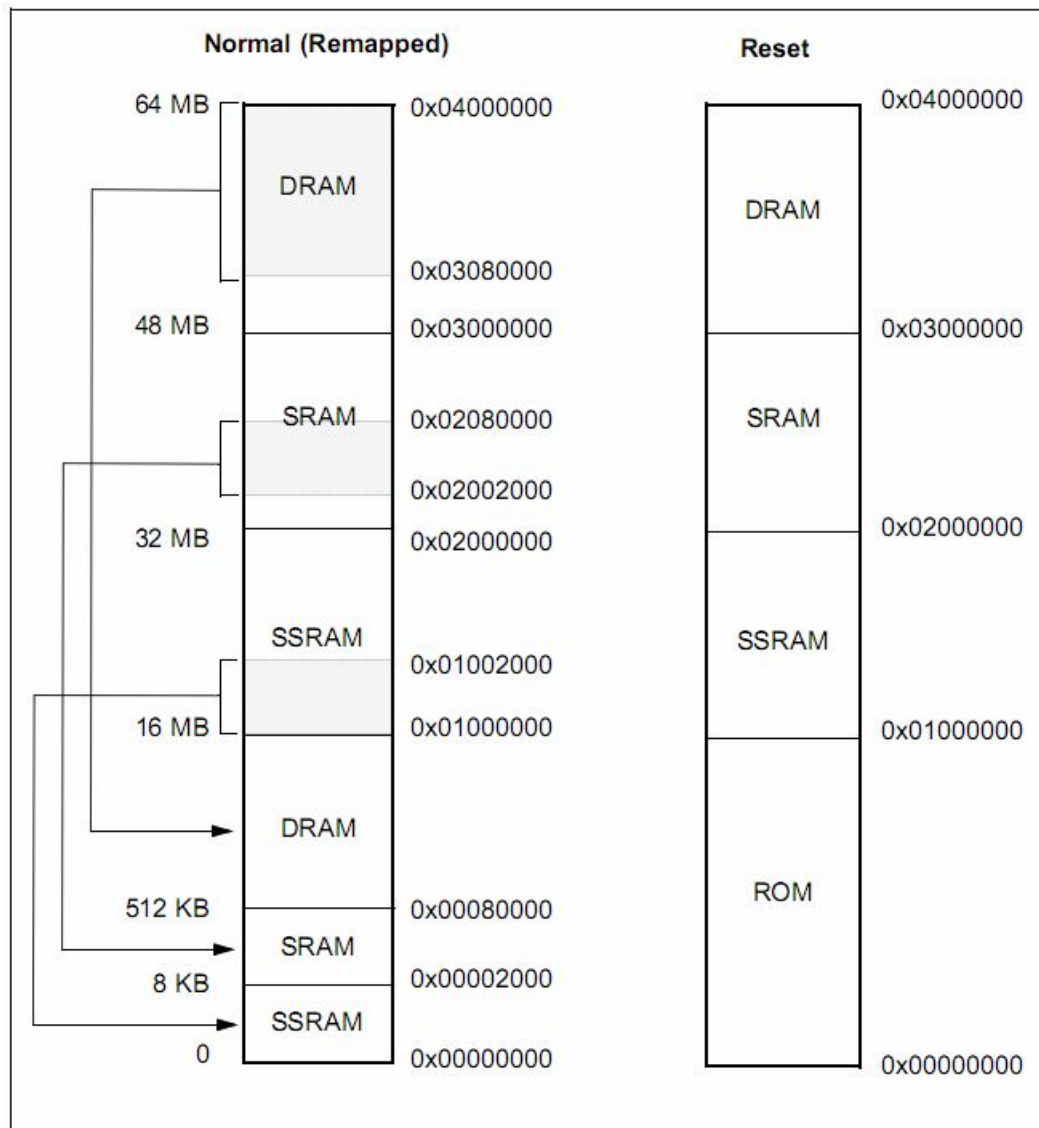 Normal (Remapped)
Reset
64 MB
0x04000000
0x04000000
DRAM
DRAM
0x03080000
48 MB
0x03000000
0x03000000
SRAM
0x02080000
SRAM
0x02002000
32 MB
0x02000000
0x02000000
SSRAM
SSRAM
0x01002000
16 MB
0x01000000
0x01000000
DRAM
ROM
512 KB
0x00080000
SRAM
8 KB
0x00002000
SSRAM
0
0x00000000
0x00000000